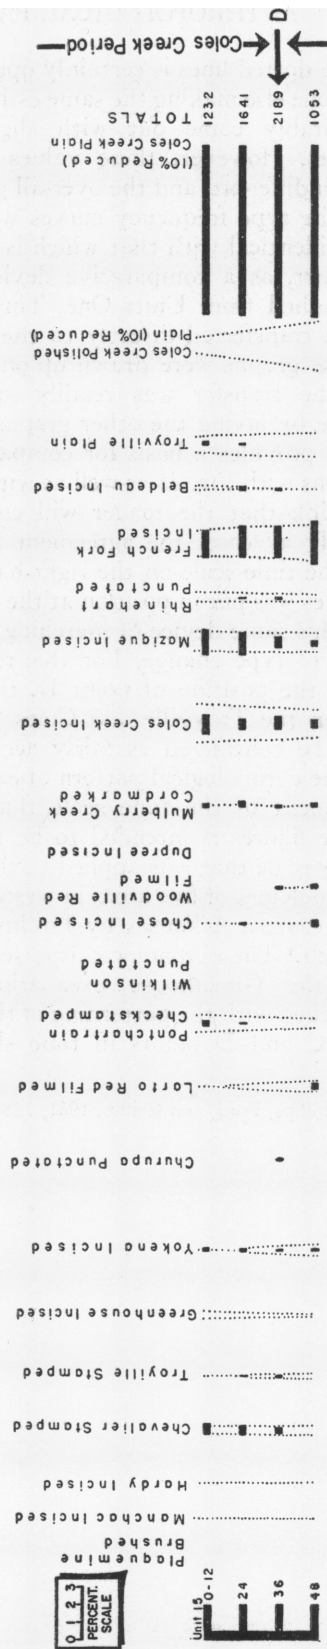 0 1 2 3
PERCENT.
SCALE
Unit 15
0-12
24
36
48
Plaquemine
Brushed
Manchac Incised
Hardy Incised
Chevalier Stamped
Troyille Stamped
Greenhouse Incised
Yokena Incised
Churupa Punctated
Larto Red Filmed
Pontchartrain
Checkstamped
Wilkinson
Punctated
Chase Incised
Woodville Red
Filmed
Dupree Incised
Mulberry Creek
Cordmarked
Coles Creek Incised
Mazique Incised
Rhinehart
Punctated
French Fork
Incised
Beldeau Incised
Troyville Plain
Coles Creek Polished
Plain (10% Reduced)
Coles Creek Plain
(10% Reduced)
TOTALS
1232
1641
2189
1053
Coles Creek Period
D